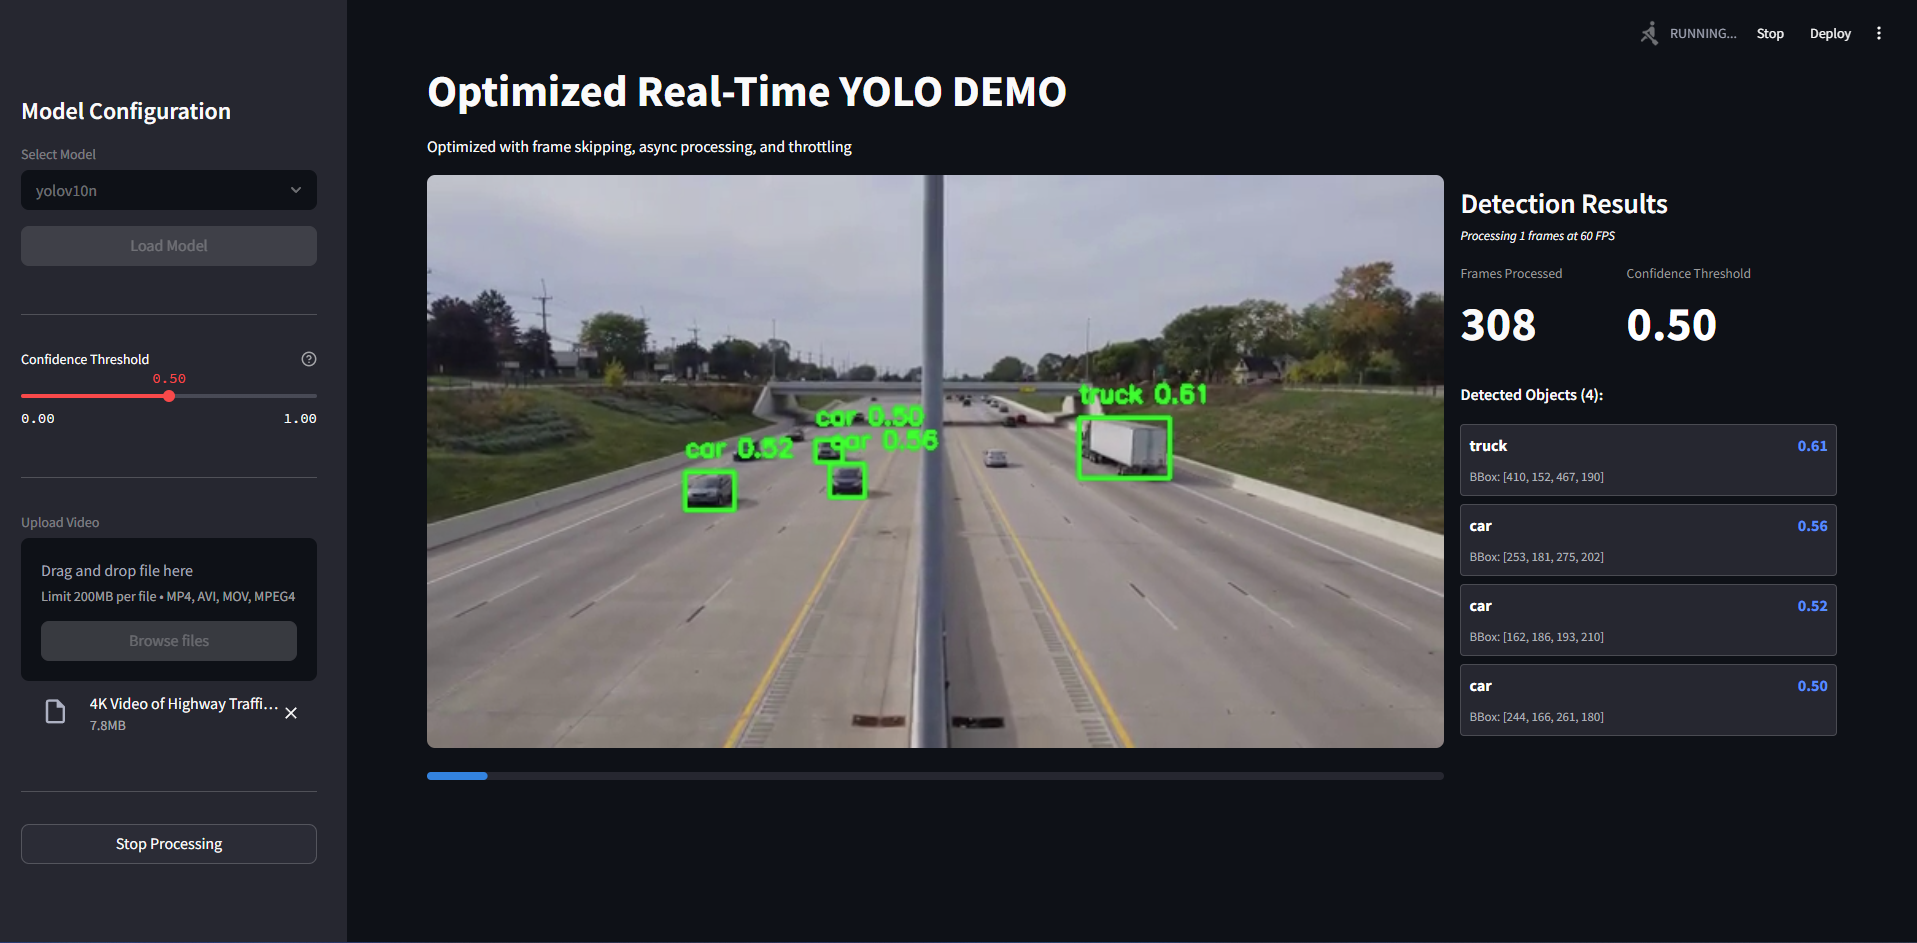 RUNNING...
Stop
Deploy
Model Configuration
Select Model
yolov10n
Load Model
Confidence Threshold
0.50
0.00
1.00
Upload Video
Drag and drop file here
Limit 200MB per file • MP4, AVI, MOV, MPEG4
Browse files
4K Video of Highway Traffi...
7.8MB
Stop Processing
Optimized Real-Time YOLO DEMO
Optimized with frame skipping, async processing, and throttling
truck 0.61
car 0.50
car 0.56
car 0.52
Detection Results
Processing 1 frames at 60 FPS
Frames Processed
Confidence Threshold
308
0.50
Detected Objects (4):
truck
0.61
BBox: [410, 152, 467, 190]
car
0.56
BBox: [253, 181, 275, 202]
car
0.52
BBox: [162, 186, 193, 210]
car
0.50
BBox: [244, 166, 261, 180]